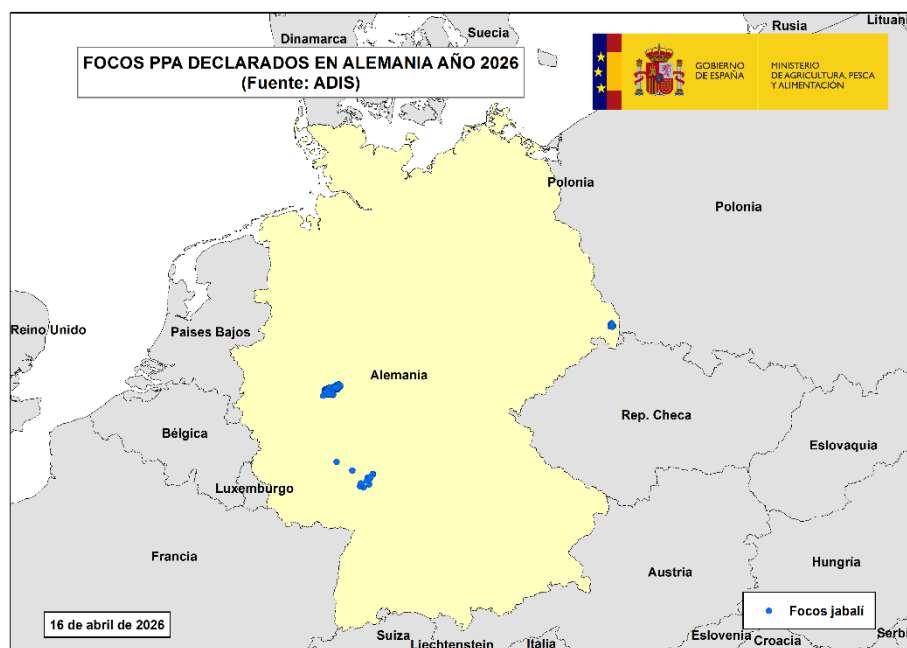 Dinamarca
Suecia
Rusia
Lituani
FOCOS PPA DECLARADOS EN ALEMANIA AÑO 2026
(Fuente: ADIS)
GOBIERNO
DE ESPAÑA
MINISTERIO
DE AGRICULTURA, PESCA
Y ALIMENTACIÓN
Polonia
Polonia
Reino Unido
Paises Bajos
Alemania
Rep. Checa
Bélgica
Eslovaquia
Luxemburgo
Francia
Austria
Hungría
16 de abril de 2026
Focos jabalí
Suiza
Liechtenstein
Italia
Eslovenia
Croacia
Serbi